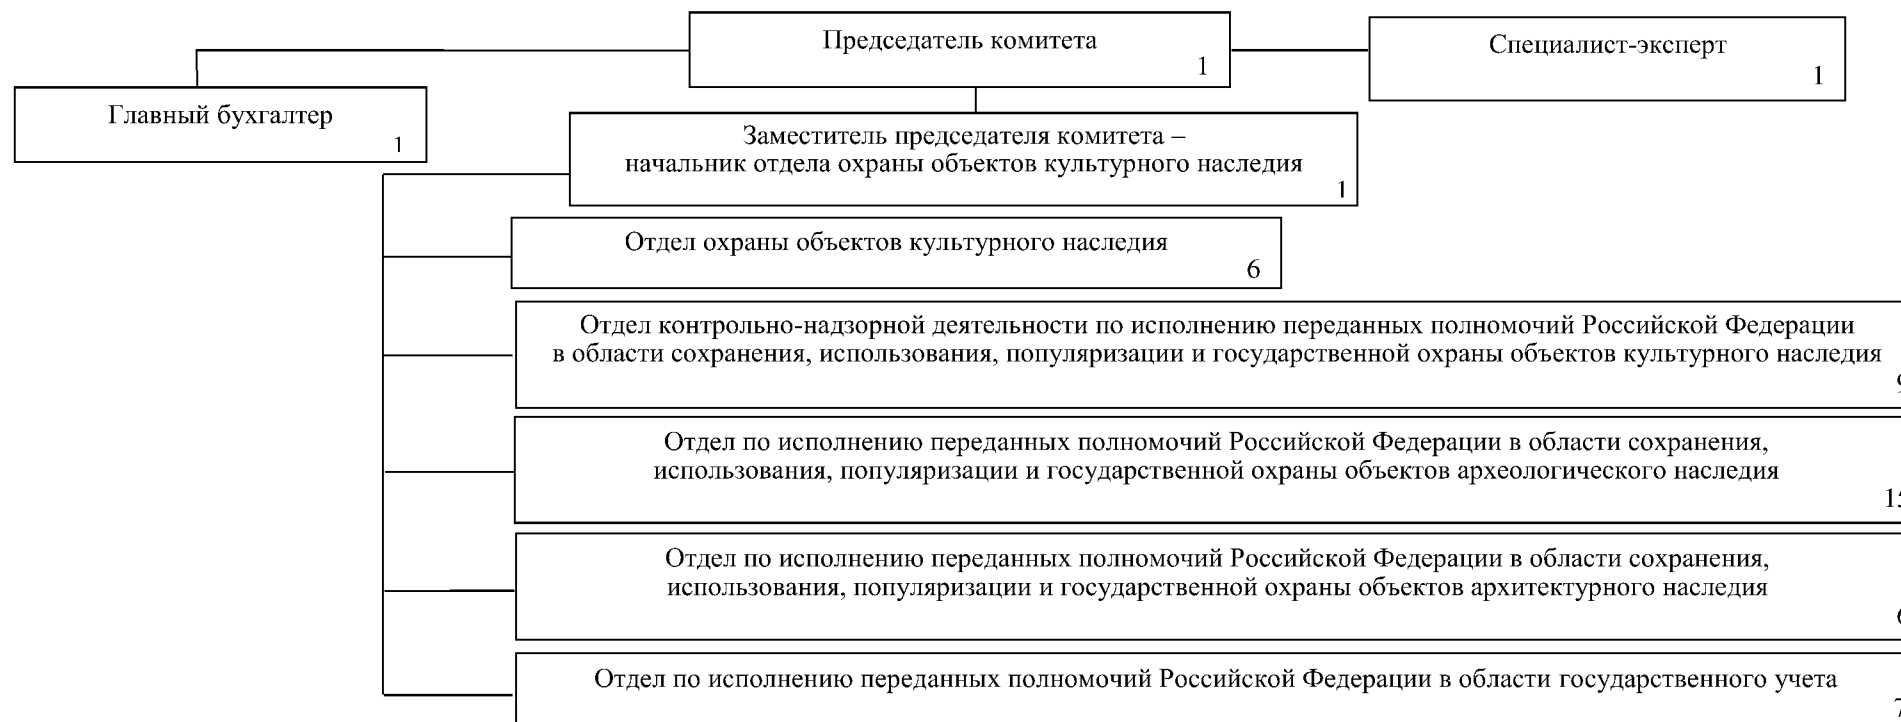 Председатель комитета
1
Специалист-эксперт
1
Главный бухгалтер
1
Заместитель председателя комитета –
начальник отдела охраны объектов культурного наследия
1
Отдел охраны объектов культурного наследия
6
Отдел контрольно-надзорной деятельности по исполнению переданных полномочий Российской Федерации
в области сохранения, использования, популяризации и государственной охраны объектов культурного наследия
Отдел по исполнению переданных полномочий Российской Федерации в области сохранения,
использования, популяризации и государственной охраны объектов археологического наследия
15
Отдел по исполнению переданных полномочий Российской Федерации в области сохранения,
использования, популяризации и государственной охраны объектов архитектурного наследия
Отдел по исполнению переданных полномочий Российской Федерации в области государственного учета
7